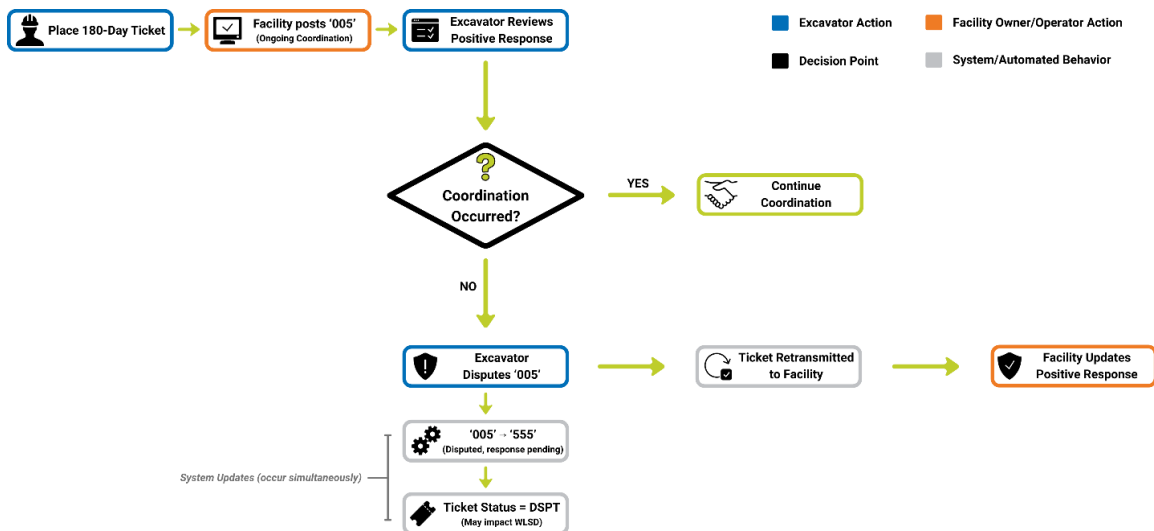 Place 180-Day Ticket
Facility posts ‘005’
(Ongoing Coordination)
Excavator Reviews
Positive Response
Excavator Action
Facility Owner/Operator Action
Decision Point
System/Automated Behavior
?
Coordination
Occurred?
YES
Continue
Coordination
NO
Excavator
Disputes ‘005’
Ticket Retransmitted
to Facility
Facility Updates
Positive Response
‘005’→ ‘555’
(Disputed, response pending)
System Updates (occur simultaneously)
Ticket Status = DSPT
(May impact WLSD)